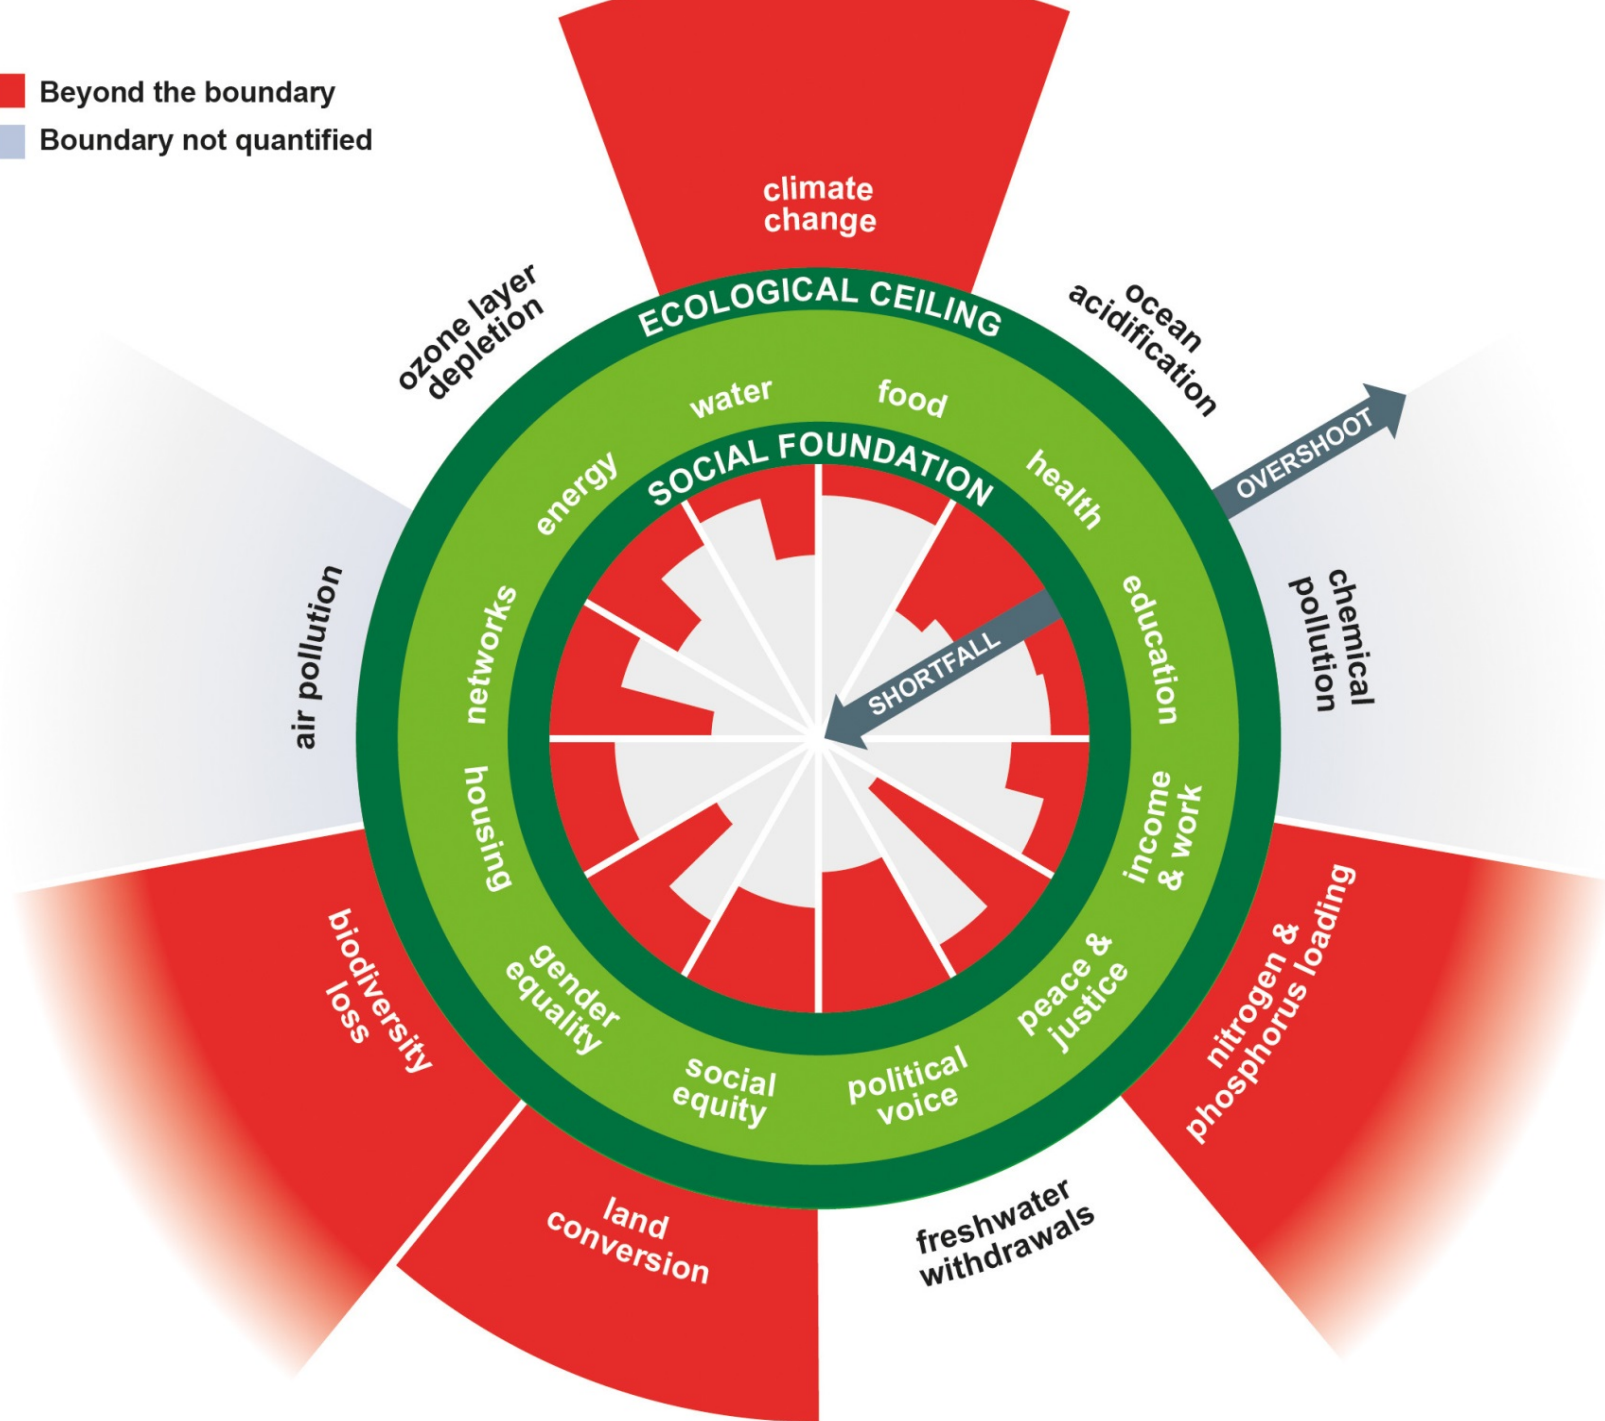 Beyond the boundary
Boundary not quantified
climate
change
ozone layer
depletion
ocean
acidification
ECOLOGICAL CEILING
water
food
energy
health
SOCIAL FOUNDATION
OVERSHOOT
networks
education
air pollution
chemical
pollution
SHORTFALL
housing
income
& work
biodiversity
loss
nitrogen &
phosphorus loading
gender
equality
peace &
justice
social
equity
political
voice
land
conversion
freshwater
withdrawals